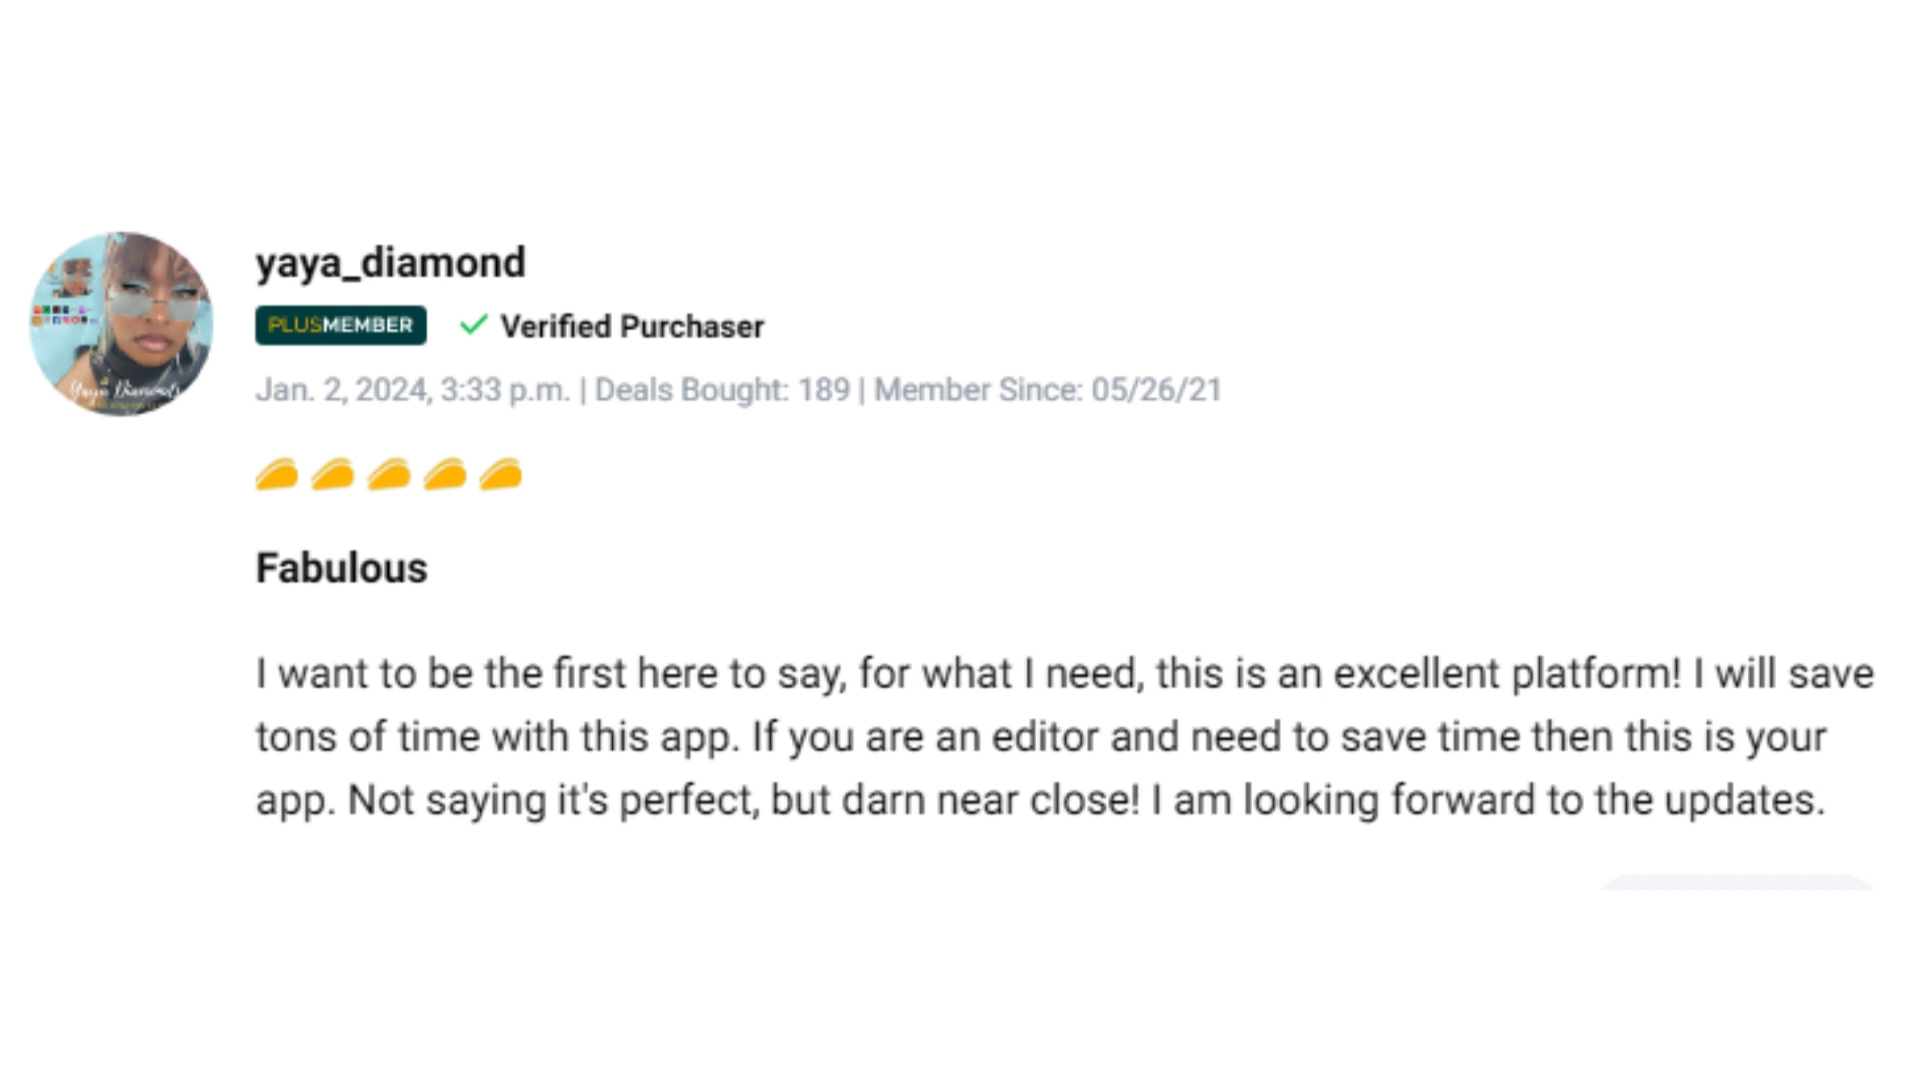 yaya_diamond
PLUSMEMBER Verified Purchaser
Jan. 2, 2024, 3:33 p.m. | Deals Bought: 189 | Member Since: 05/26/21
Fabulous
I want to be the first here to say, for what I need, this is an excellent platform! I will save
tons of time with this app. If you are an editor and need to save time then this is your
app. Not saying it's perfect, but darn near close! I am looking forward to the updates.